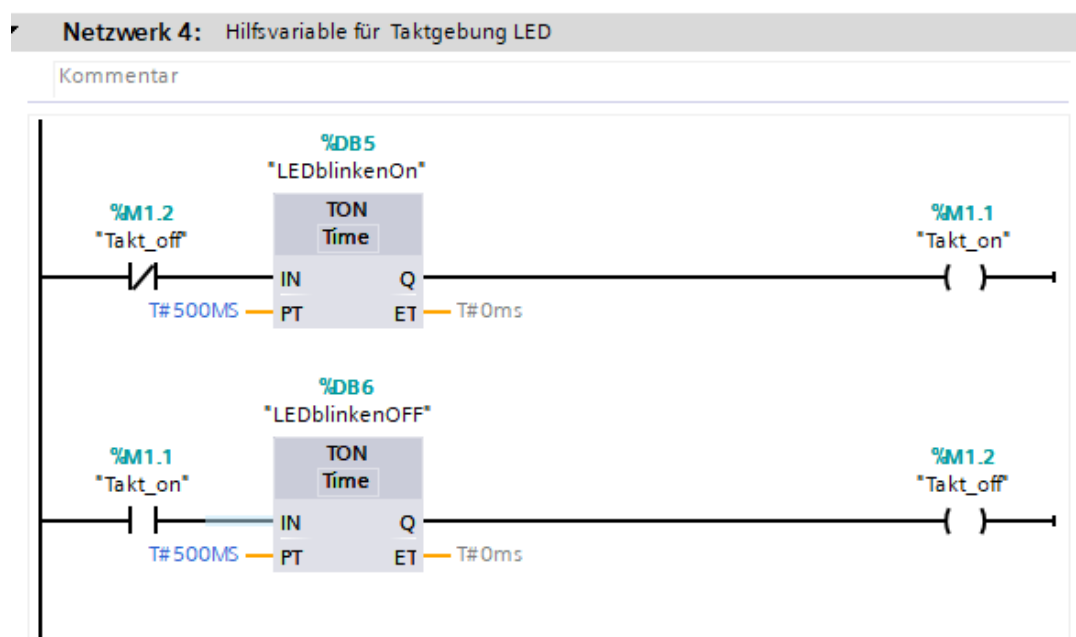 Netzwerk 4: Hilfsvariable für Taktgebung LED
Kommentar
%DB5
"LEDblinkenOn"
%M1.2
"Takt_off"
TON
Time
%M1.1
"Takt_on"
IN Q
T#500MS PT ET T#0ms
%DB6
"LEDblinkenOFF"
%M1.1
"Takt_on"
TON
Time
%M1.2
"Takt_off"
IN Q
T#500MS PT ET T#0ms